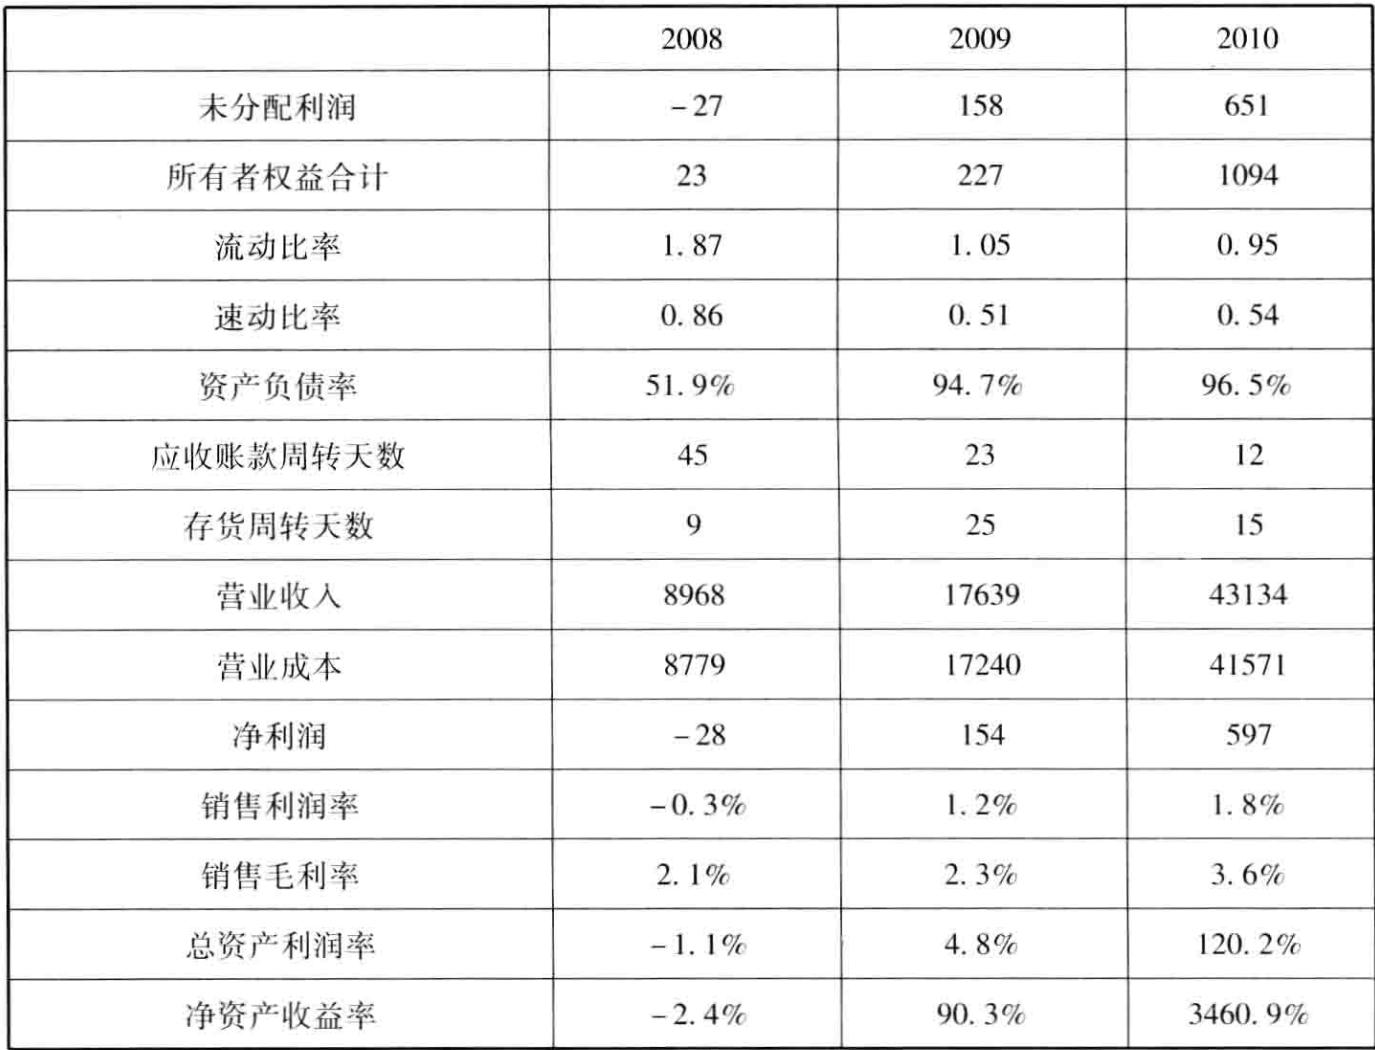 2008 2009 2010
未分配利润 -27 158 651
所有者权益合计 23 227 1094
流动比率 1.87 1.05 0.95
速动比率 0.86 0.51 0.54
资产负债率 51.9% 94.7% 96.5%
应收账款周转天数 45 23 12
存货周转天数 9 25 15
营业收入 8968 17639 43134
营业成本 8779 17240 41571
净利润 -28 154 597
销售利润率 -0.3% 1.2% 1.8%
销售毛利率 2.1% 2.3% 3.6%
总资产利润率 -1.1% 4.8% 120.2%
净资产收益率 -2.4% 90.3% 3460.9%